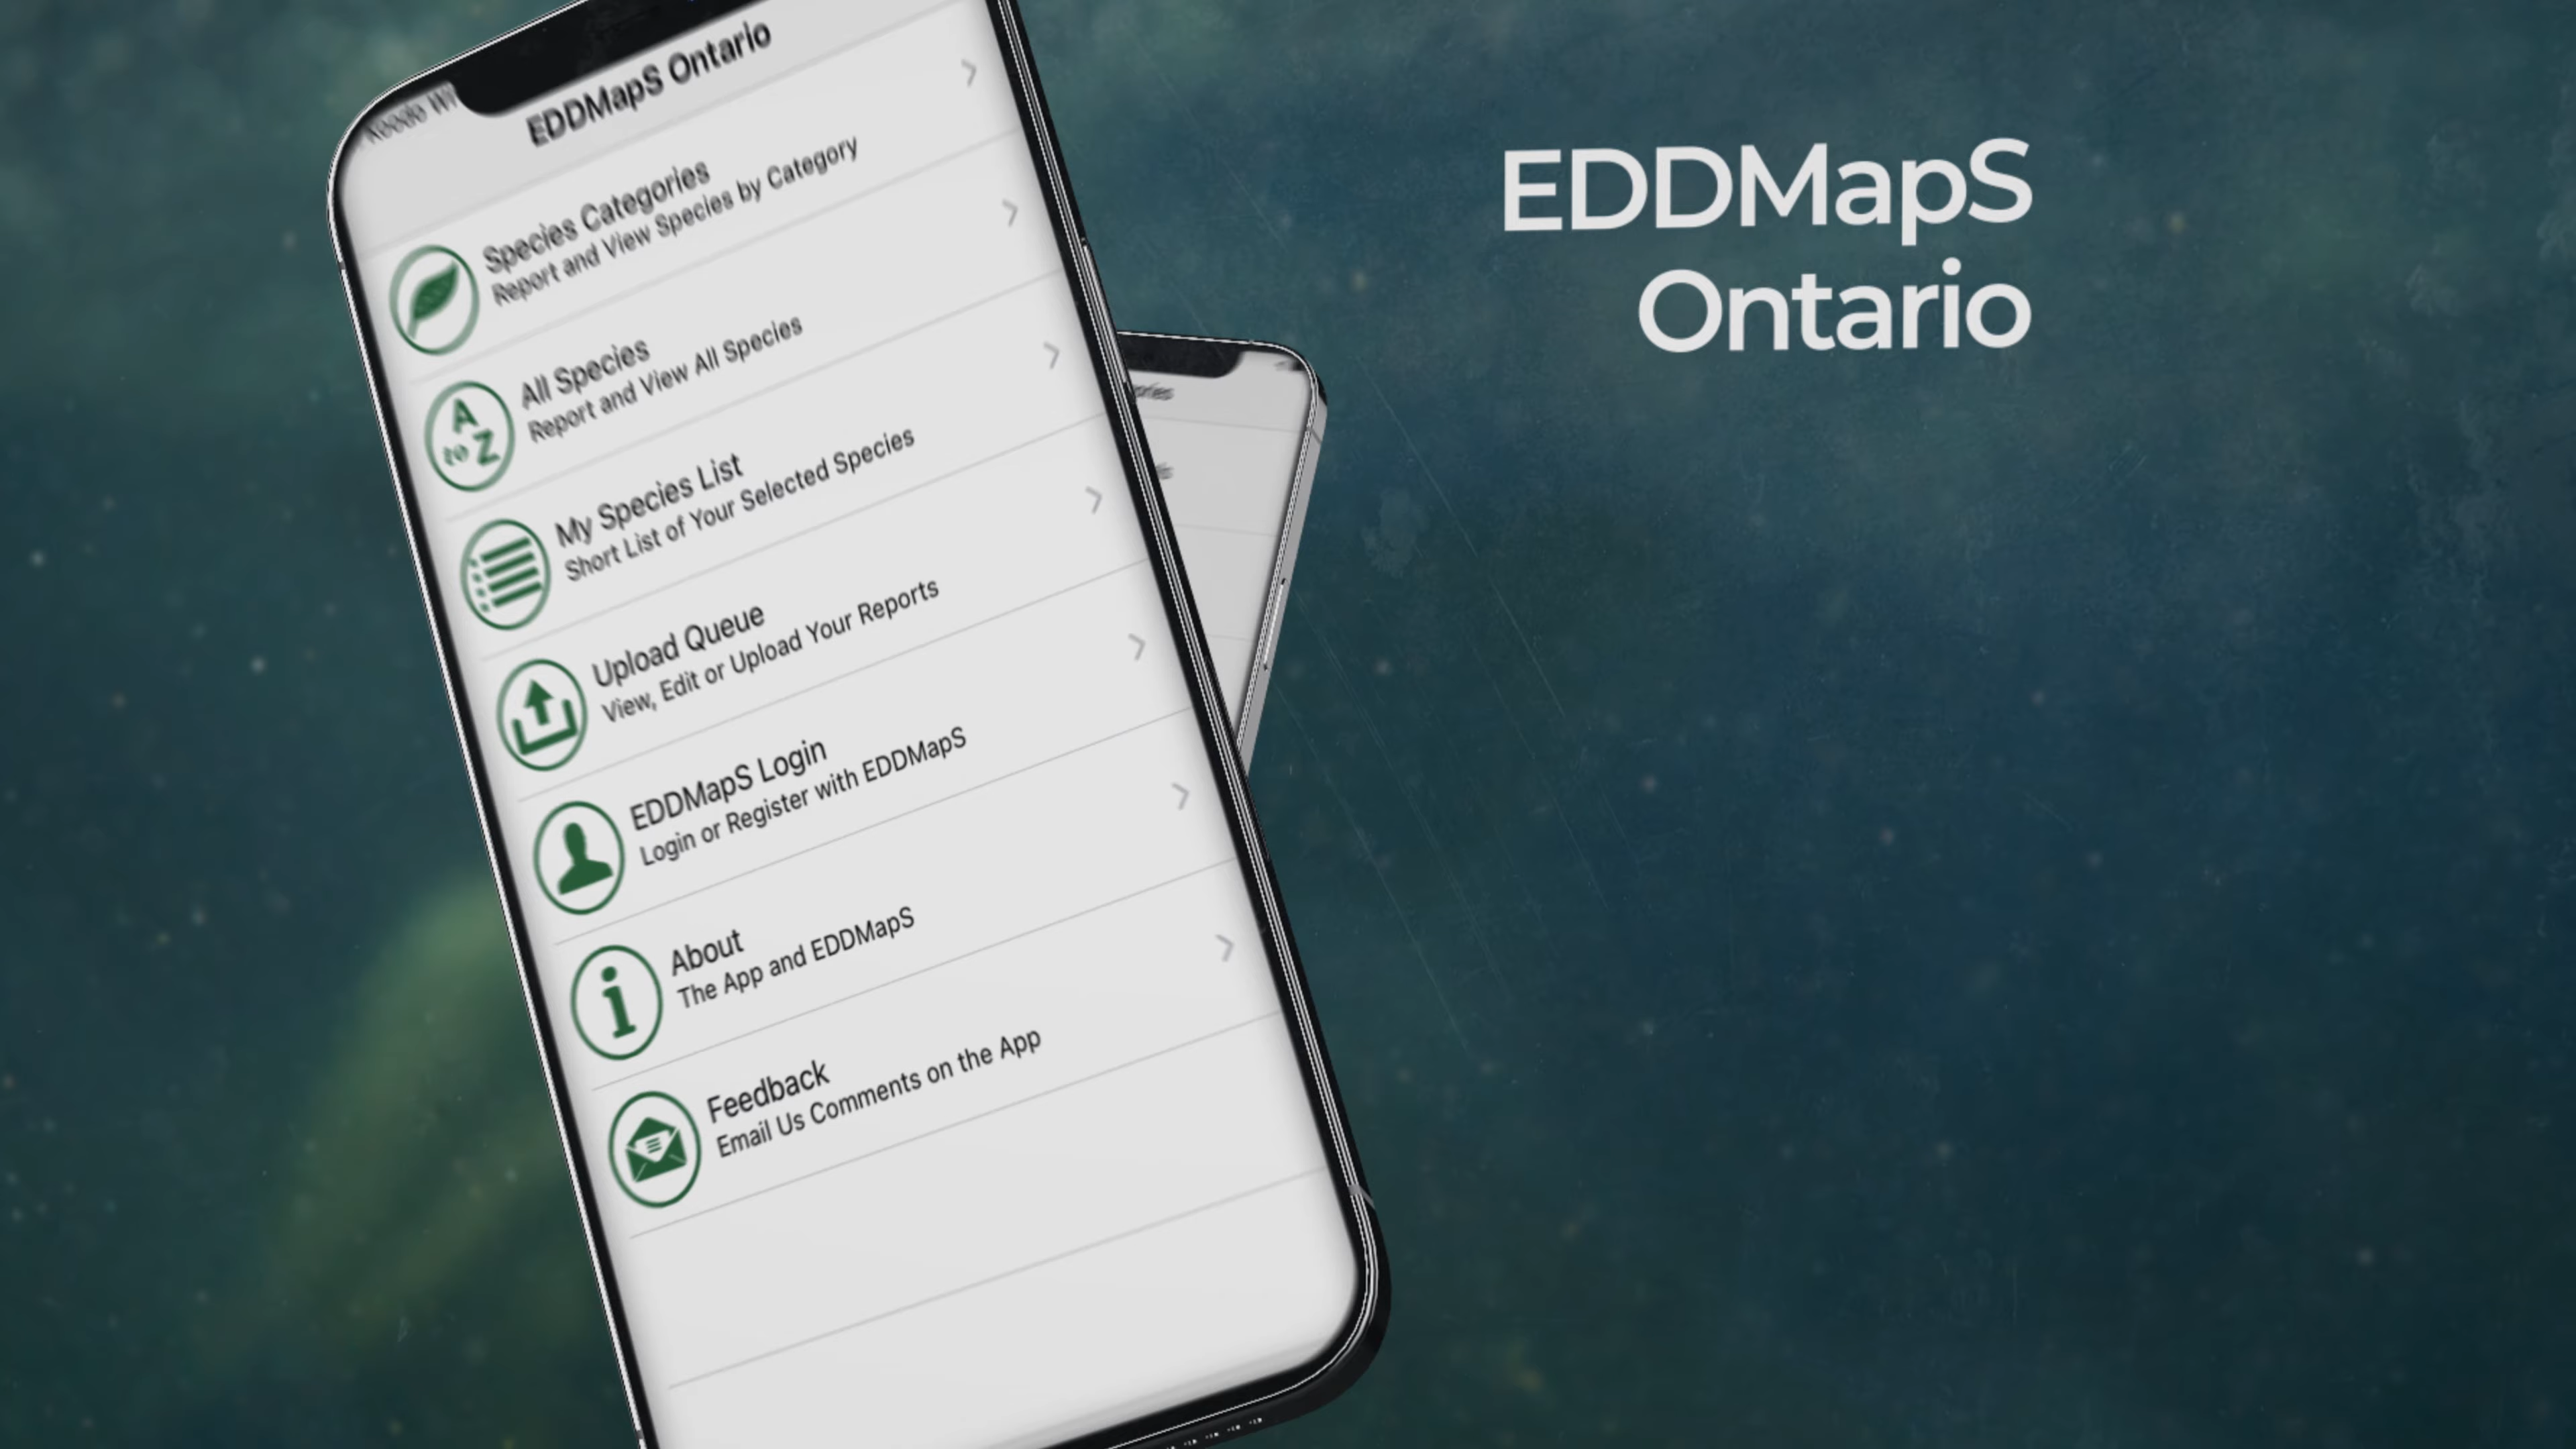 EDDMapS Ontario
Species Categories
Report and View Species by Category
All Species
Report and View All Species
A
to Z
My Species List
Short List of Your Selected Species
Upload Queue
View, Edit or Upload Your Reports
EDDMapS Login
Login or Register with EDDMapS
About
The App and EDDMapS
i
Feedback
Email Us Comments on the App
EDDMapS
Ontario